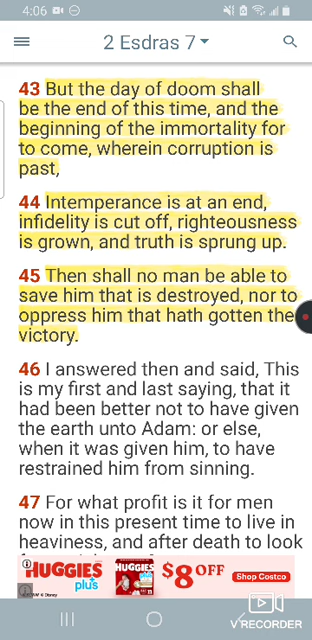 4:06
2 Esdras 7
43 But the day of doom shall
be the end of this time, and the
beginning of the immortality for
to come, wherein corruption is
past,
44 Intemperance is at an end,
infidelity is cut off, righteousness
is grown, and truth is sprung up.
45 Then shall no man be able to
save him that is destroyed, nor to
oppress him that hath gotten the
victory.
46 I answered then and said, This
is my first and last saying, that it
had been better not to have given
the earth unto Adam: or else,
when it was given him, to have
restrained him from sinning.
47 For what profit is it for men
now in this present time to live in
heaviness, and after death to look
HUGGIES plus HUGGIES $8 OFF Shop Costco
V RECORDER